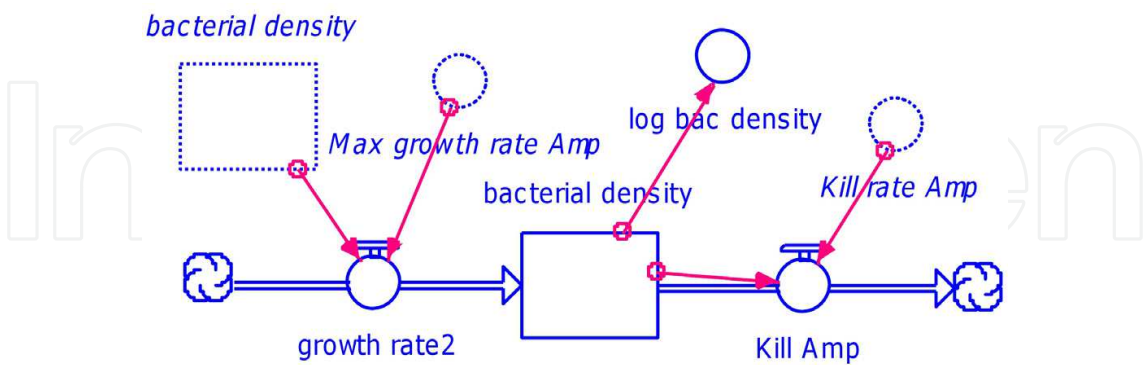 bacterial density
Max growth rate Amp
log bac density
bacterial density
Kill rate Amp
growth rate2
Kill Amp